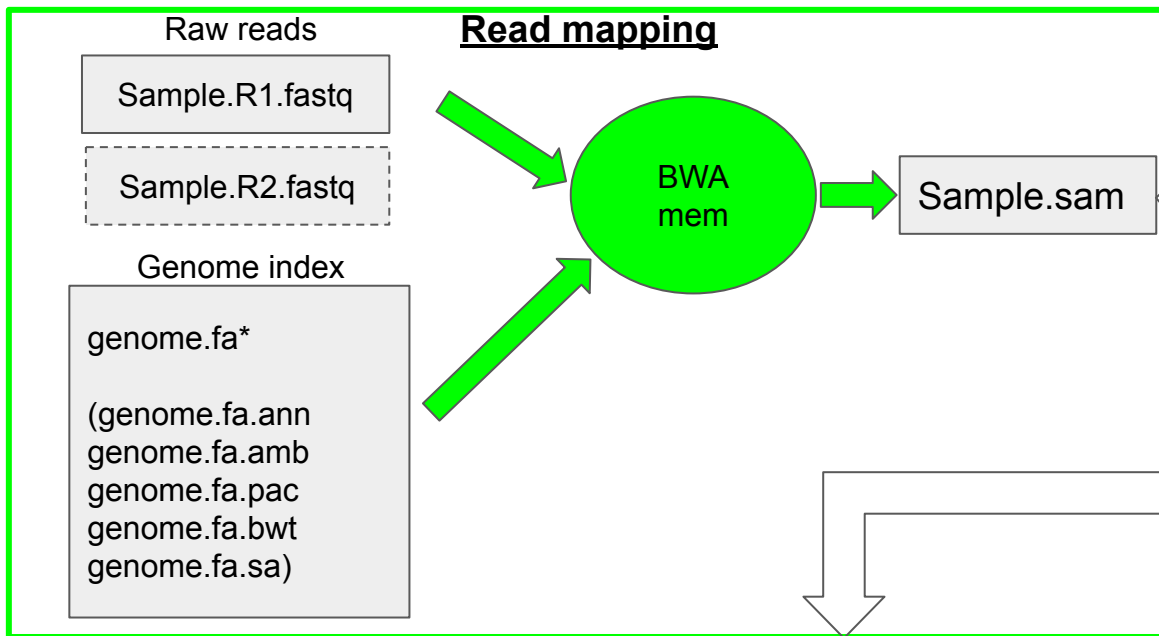 Raw reads
Read mapping
Sample.R1.fastq
Sample.R2.fastq
BWA
mem
Sample.sam
Genome index
genome.fa*
(genome.fa.ann
genome.fa.amb
genome.fa.pac
genome.fa.bwt
genome.fa.sa)